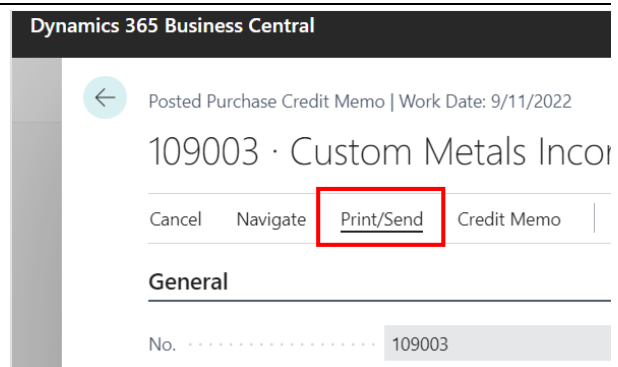 Dynamics 365 Business Central
Posted Purchase Credit Memo | Work Date: 9/11/2022
109003 · Custom Metals Incor
Cancel Navigate Print/Send Credit Memo
General
No. 109003